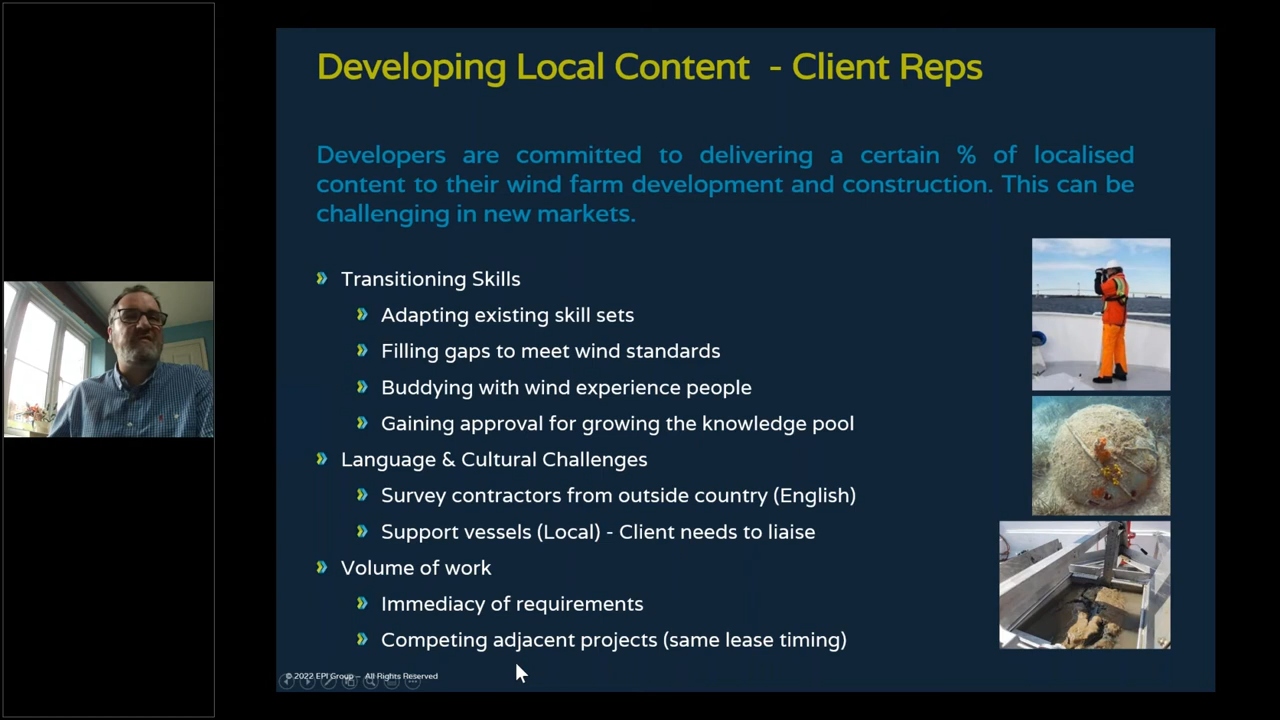 Developing Local Content - Client Reps
Developers are committed to delivering a certain % of localised
content to their wind farm development and construction. This can be
challenging in new markets.
Transitioning Skills
Adapting existing skill sets
Filling gaps to meet wind standards
Buddying with wind experience people
Gaining approval for growing the knowledge pool
Language & Cultural Challenges
Survey contractors from outside country (English)
Support vessels (Local) - Client needs to liaise
Volume of work
Immediacy of requirements
Competing adjacent projects (same lease timing)
© 2022 EPI Group – All Rights Reserved